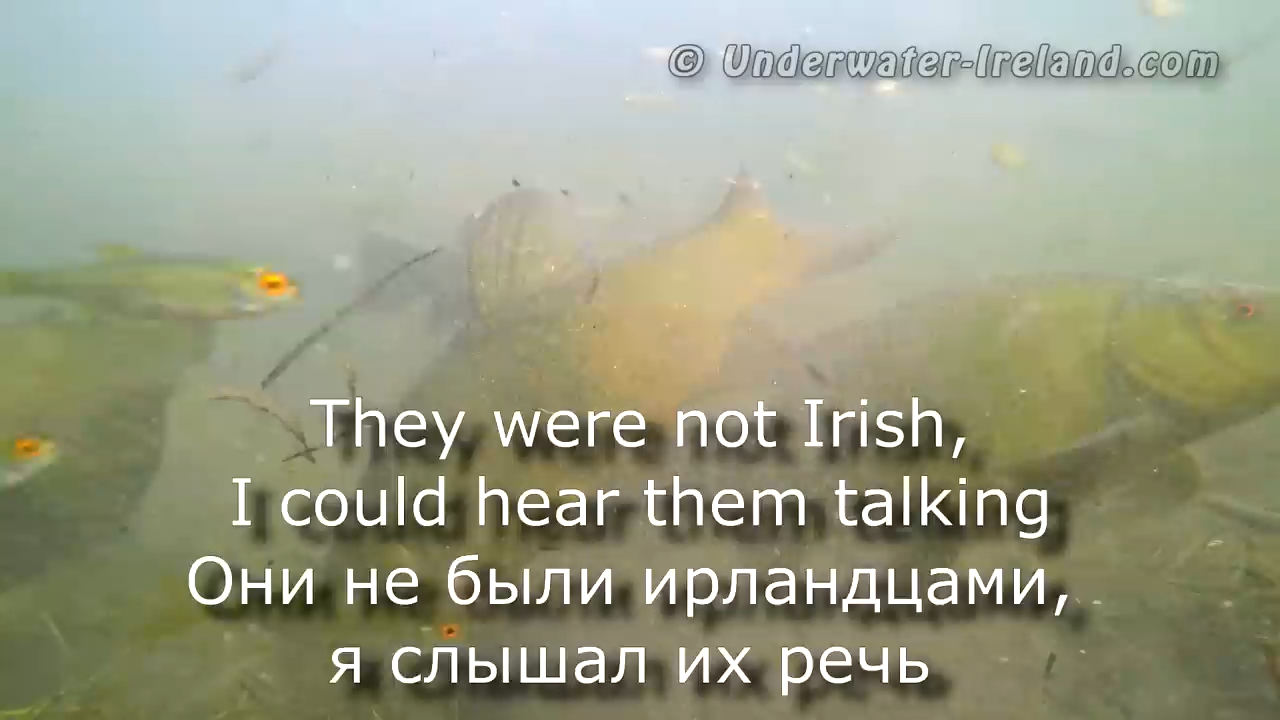 © Underwater-Ireland.com
They were not Irish,
I could hear them talking
Они не были ирландцами,
я слышал их речь